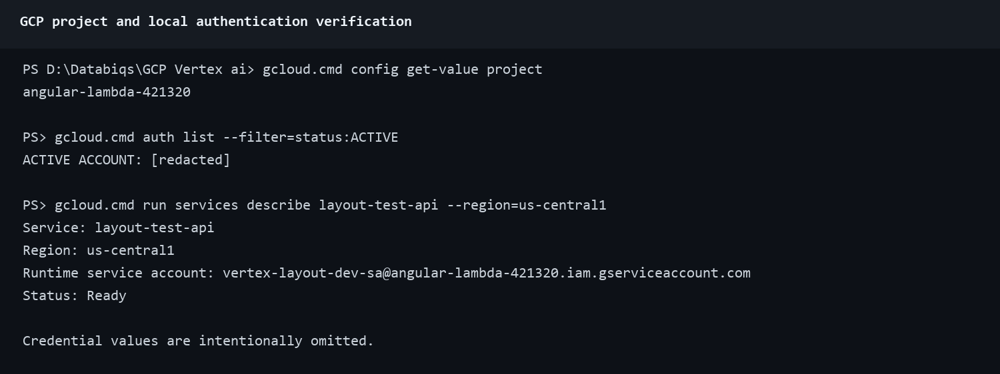 GCP project and local authentication verification
PS D:\Databiqs\GCP Vertex ai> gcloud.cmd config get-value project
angular-lambda-421320
PS> gcloud.cmd auth list --filter=status:ACTIVE
ACTIVE ACCOUNT: [redacted]
PS> gcloud.cmd run services describe layout-test-api --region=us-central1
Service: layout-test-api
Region: us-central1
Runtime service account: vertex-layout-dev-sa@angular-lambda-421320.iam.gserviceaccount.com
Status: Ready
Credential values are intentionally omitted.